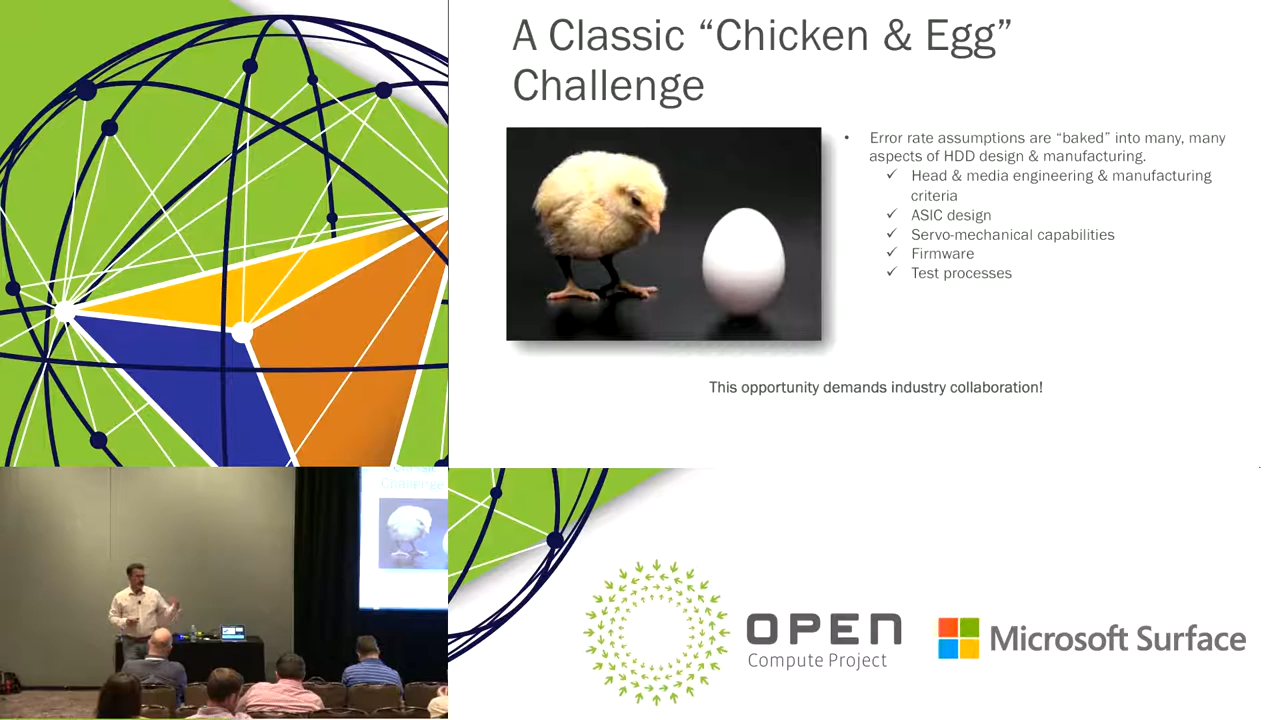 A Classic “Chicken & Egg”
Challenge
• Error rate assumptions are “baked” into many, many
aspects of HDD design & manufacturing.
✓ Head & media engineering & manufacturing
criteria
✓ ASIC design
✓ Servo-mechanical capabilities
✓ Firmware
✓ Test processes
This opportunity demands industry collaboration!
Challenge
OPEN
Compute Project
Microsoft Surface